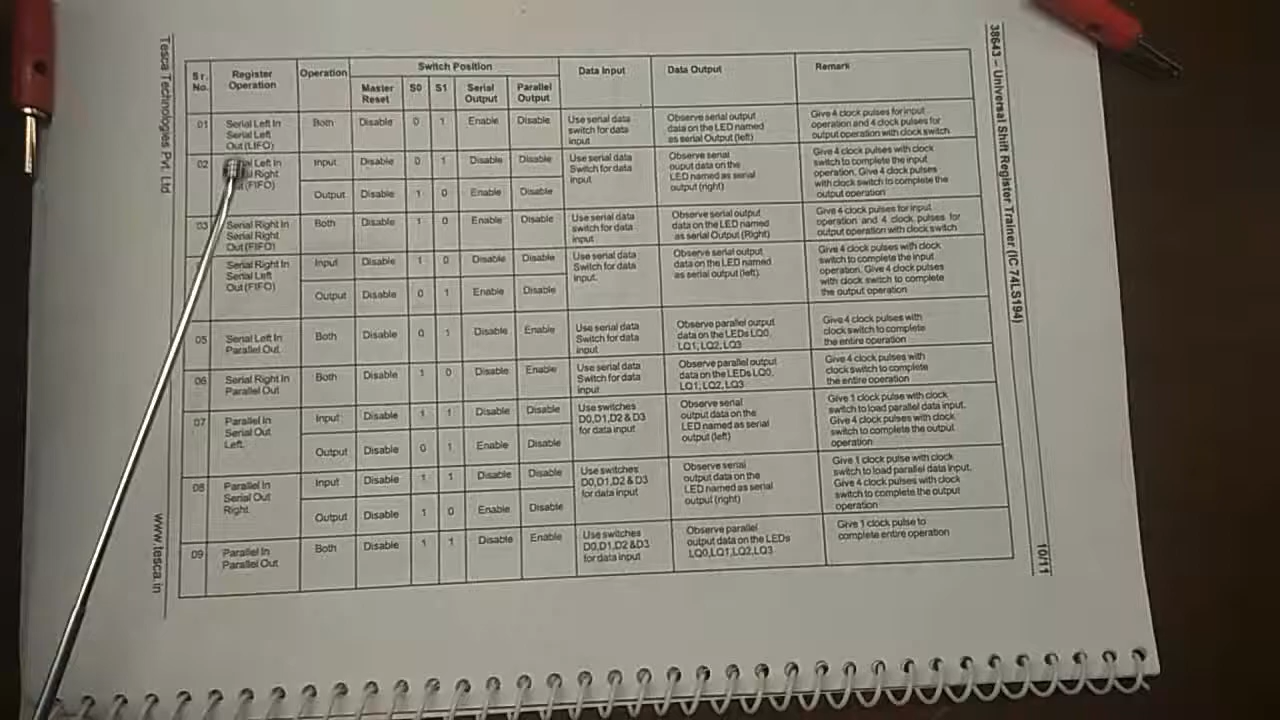 Tesca Technologies Pvt. Ltd.
www.tesca.in
38643 – Universal Shift Register Trainer (IC 74LS194)
10/11
Sr. No.
Register Operation
Operation
Switch Position
Master Reset
S0
S1
Serial Output
Parallel Output
Data Input
Data Output
Remark
01
Serial Left In
Serial Left
Out (LIFO)
Both
Disable
0
1
Enable
Disable
Use serial data
switch for data
input
Observe serial output
data on the LED named
as serial Output (left)
Give 4 clock pulses for input
operation and 4 clock pulses for
output operation with clock switch
02
Left In
Right
(FIFO)
Input
Disable
0
1
Disable
Disable
Output
Disable
1
0
Enable
Disable
Use serial data
Switch for data
input
Observe serial
ouput data on the
LED named as serial
output (right)
Give 4 clock pulses with clock
switch to complete the input
operation. Give 4 clock pulses
with clock switch to complete the
output operation
03
Serial Right In
Serial Right
Out (FIFO)
Both
Disable
1
0
Enable
Disable
Use serial data
switch for data
input
Observe serial output
data on the LED named
as serial Output (Right)
Give 4 clock pulses for input
operation and 4 clock pulses for
output operation with clock switch
Serial Right In
Serial Left
Out (FIFO)
Input
Disable
1
0
Disable
Disable
Output
Disable
0
1
Enable
Disable
Use serial data
Switch for data
input.
Observe serial output
data on the LED named
as serial output (left)
Give 4 clock pulses with clock
switch to complete the input
operation. Give 4 clock pulses
with clock switch to complete
the output operation
05
Serial Left In
Parallel Out.
Both
Disable
0
1
Disable
Enable
Use serial data
Switch for data
input
Observe parallel output
data on the LEDs LQ0,
LQ1, LQ2, LQ3
Give 4 clock pulses with
clock switch to complete
the entire operation
06
Serial Right In
Parallel Out
Both
Disable
1
0
Disable
Enable
Use serial data
Switch for data
input
Observe parallel output
data on the LEDs LQ0,
LQ1, LQ2, LQ3
Give 4 clock pulses with
clock switch to complete
the entire operation
07
Parallel In
Serial Out
Left.
Input
Disable
1
1
Disable
Disable
Output
Disable
0
1
Enable
Disable
Use switches
D0,D1,D2 & D3
for data input
Observe serial
output data on the
LED named as serial
output (left)
Give 1 clock pulse with clock
switch to load parallel data input.
Give 4 clock pulses with clock
switch to complete the output
operation
08
Parallel In
Serial Out
Right.
Input
Disable
1
1
Disable
Disable
Output
Disable
1
0
Enable
Disable
Use switches
D0,D1,D2 & D3
for data input
Observe serial
output data on the
LED named as serial
output (right)
Give 1 clock pulse with clock
switch to load parallel data input.
Give 4 clock pulses with clock
switch to complete the output
operation
09
Parallel In
Parallel Out.
Both
Disable
1
1
Disable
Enable
Use switches
D0,D1,D2 &D3
for data input
Observe parallel
output data on the LEDs
LQ0,LQ1,LQ2,LQ3
Give 1 clock pulse to
complete entire operation